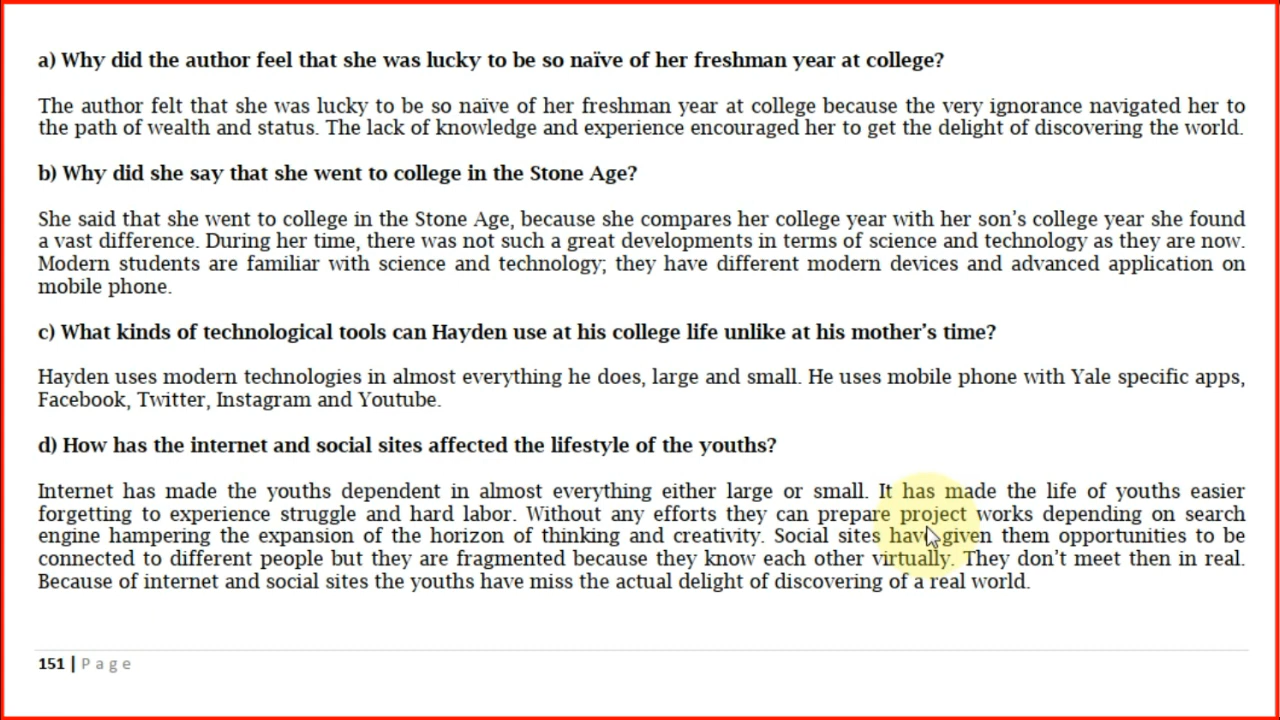 a) Why did the author feel that she was lucky to be so naïve of her freshman year at college?
The author felt that she was lucky to be so naïve of her freshman year at college because the very ignorance navigated her to
the path of wealth and status. The lack of knowledge and experience encouraged her to get the delight of discovering the world.
b) Why did she say that she went to college in the Stone Age?
She said that she went to college in the Stone Age, because she compares her college year with her son's college year she found
a vast difference. During her time, there was not such a great developments in terms of science and technology as they are now.
Modern students are familiar with science and technology; they have different modern devices and advanced application on
mobile phone.
c) What kinds of technological tools can Hayden use at his college life unlike at his mother's time?
Hayden uses modern technologies in almost everything he does, large and small. He uses mobile phone with Yale specific apps,
Facebook, Twitter, Instagram and Youtube.
d) How has the internet and social sites affected the lifestyle of the youths?
Internet has made the youths dependent in almost everything either large or small. It has made the life of youths easier
forgetting to experience struggle and hard labor. Without any efforts they can prepare project works depending on search
engine hampering the expansion of the horizon of thinking and creativity. Social sites have given them opportunities to be
connected to different people but they are fragmented because they know each other virtually. They don't meet then in real.
Because of internet and social sites the youths have miss the actual delight of discovering of a real world.
151 | Page